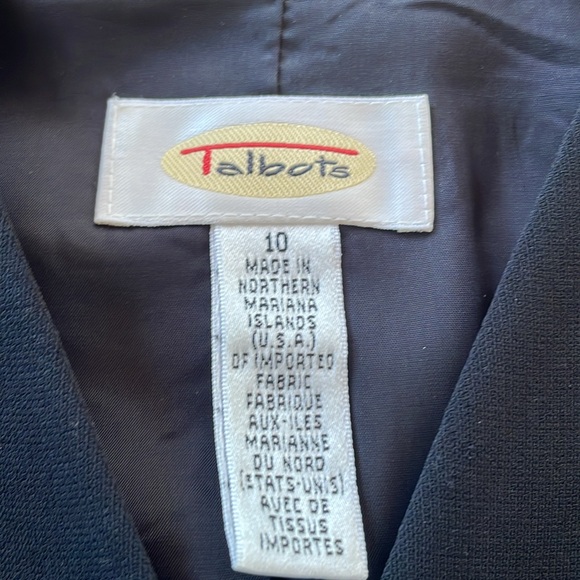 Talbots
10
MADE IN
NORTHERN
MARIANA
ISLANDS
(U.S.A.)
OF IMPORTED
FABRIC
FABRIQUE
AUX-ILES
MARIANNE
DU NORD
(ETATS-UNIS)
AVEC DE
TISSUS
IMPORTES